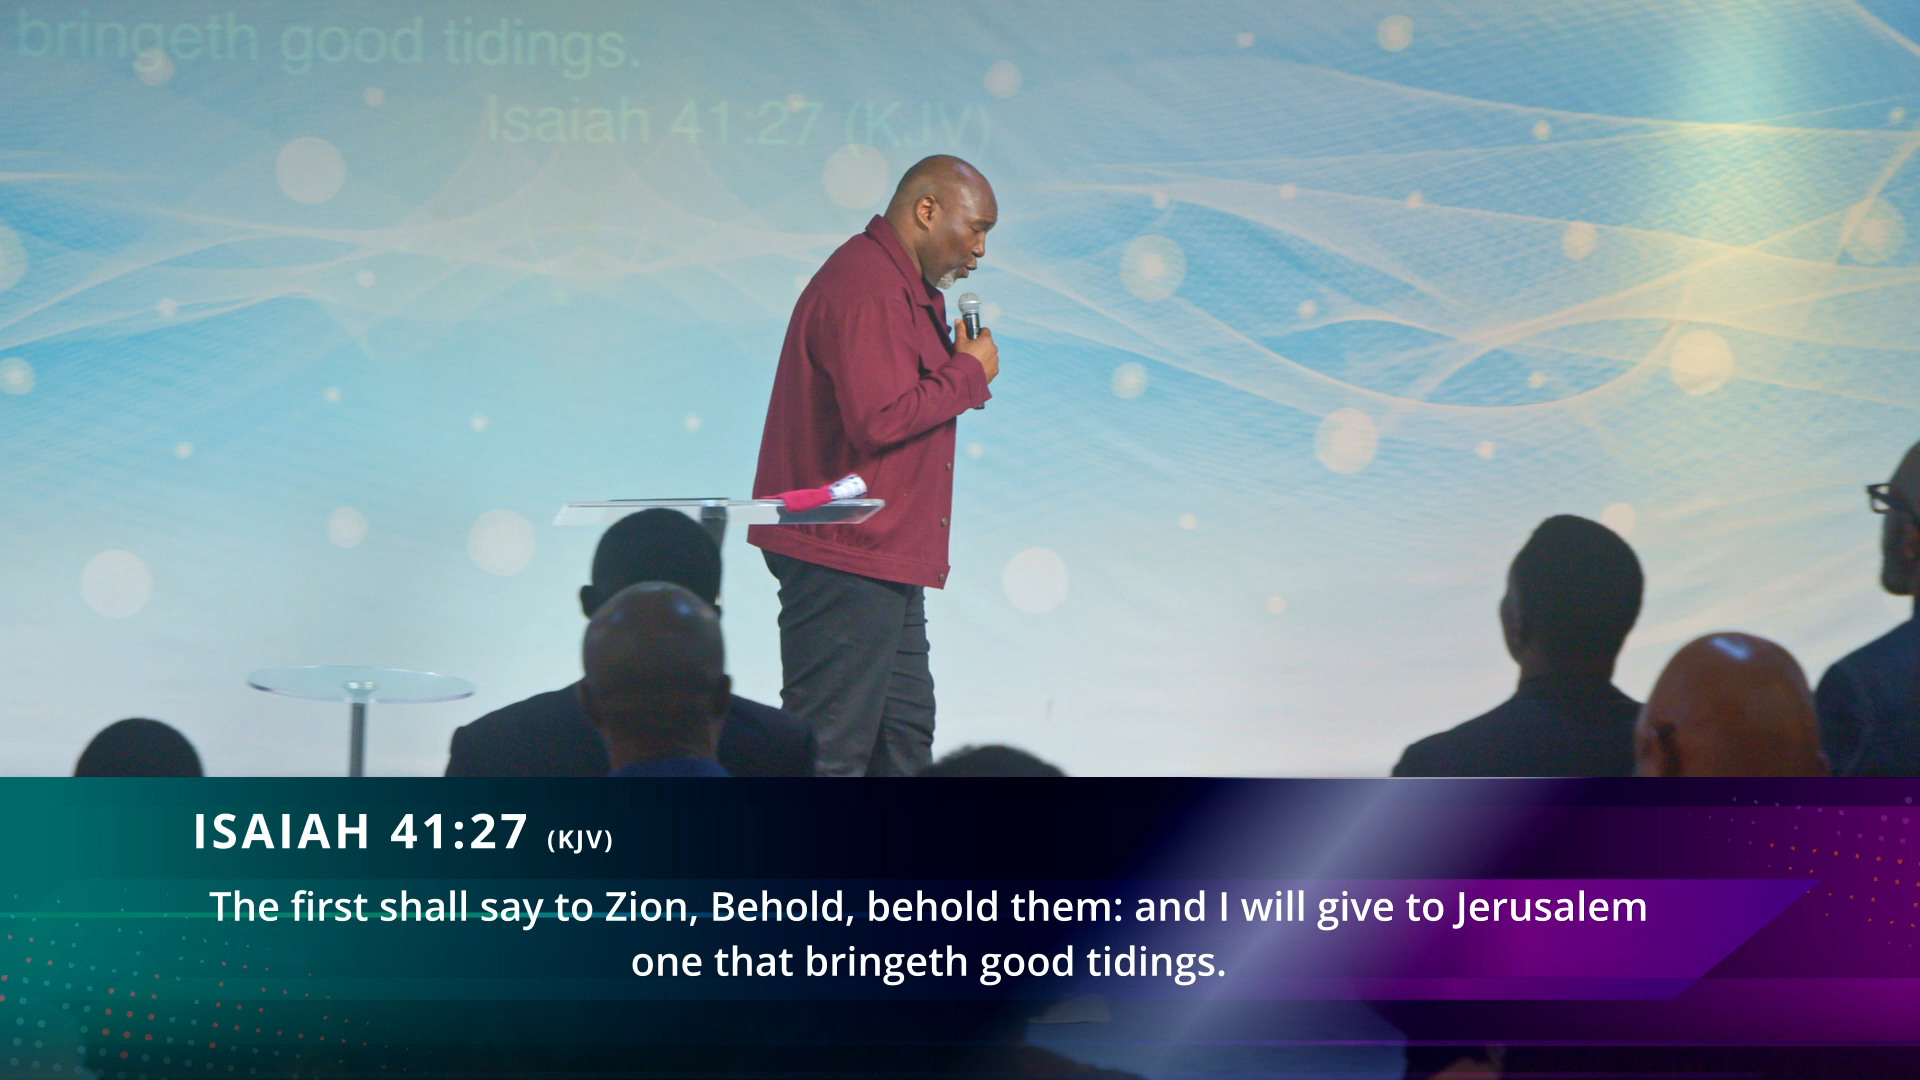 bringeth good tidings.
Isaiah 41:27 (KJV)
ISAIAH 41:27 (KJV)
The first shall say to Zion, Behold, behold them: and I will give to Jerusalem
one that bringeth good tidings.